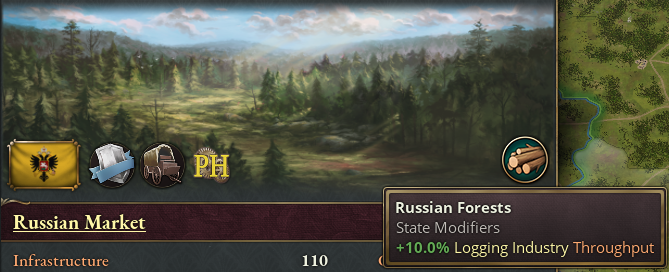 PH
Russian Market
Infrastructure 110
Russian Forests
State Modifiers
+10.0% Logging Industry Throughput